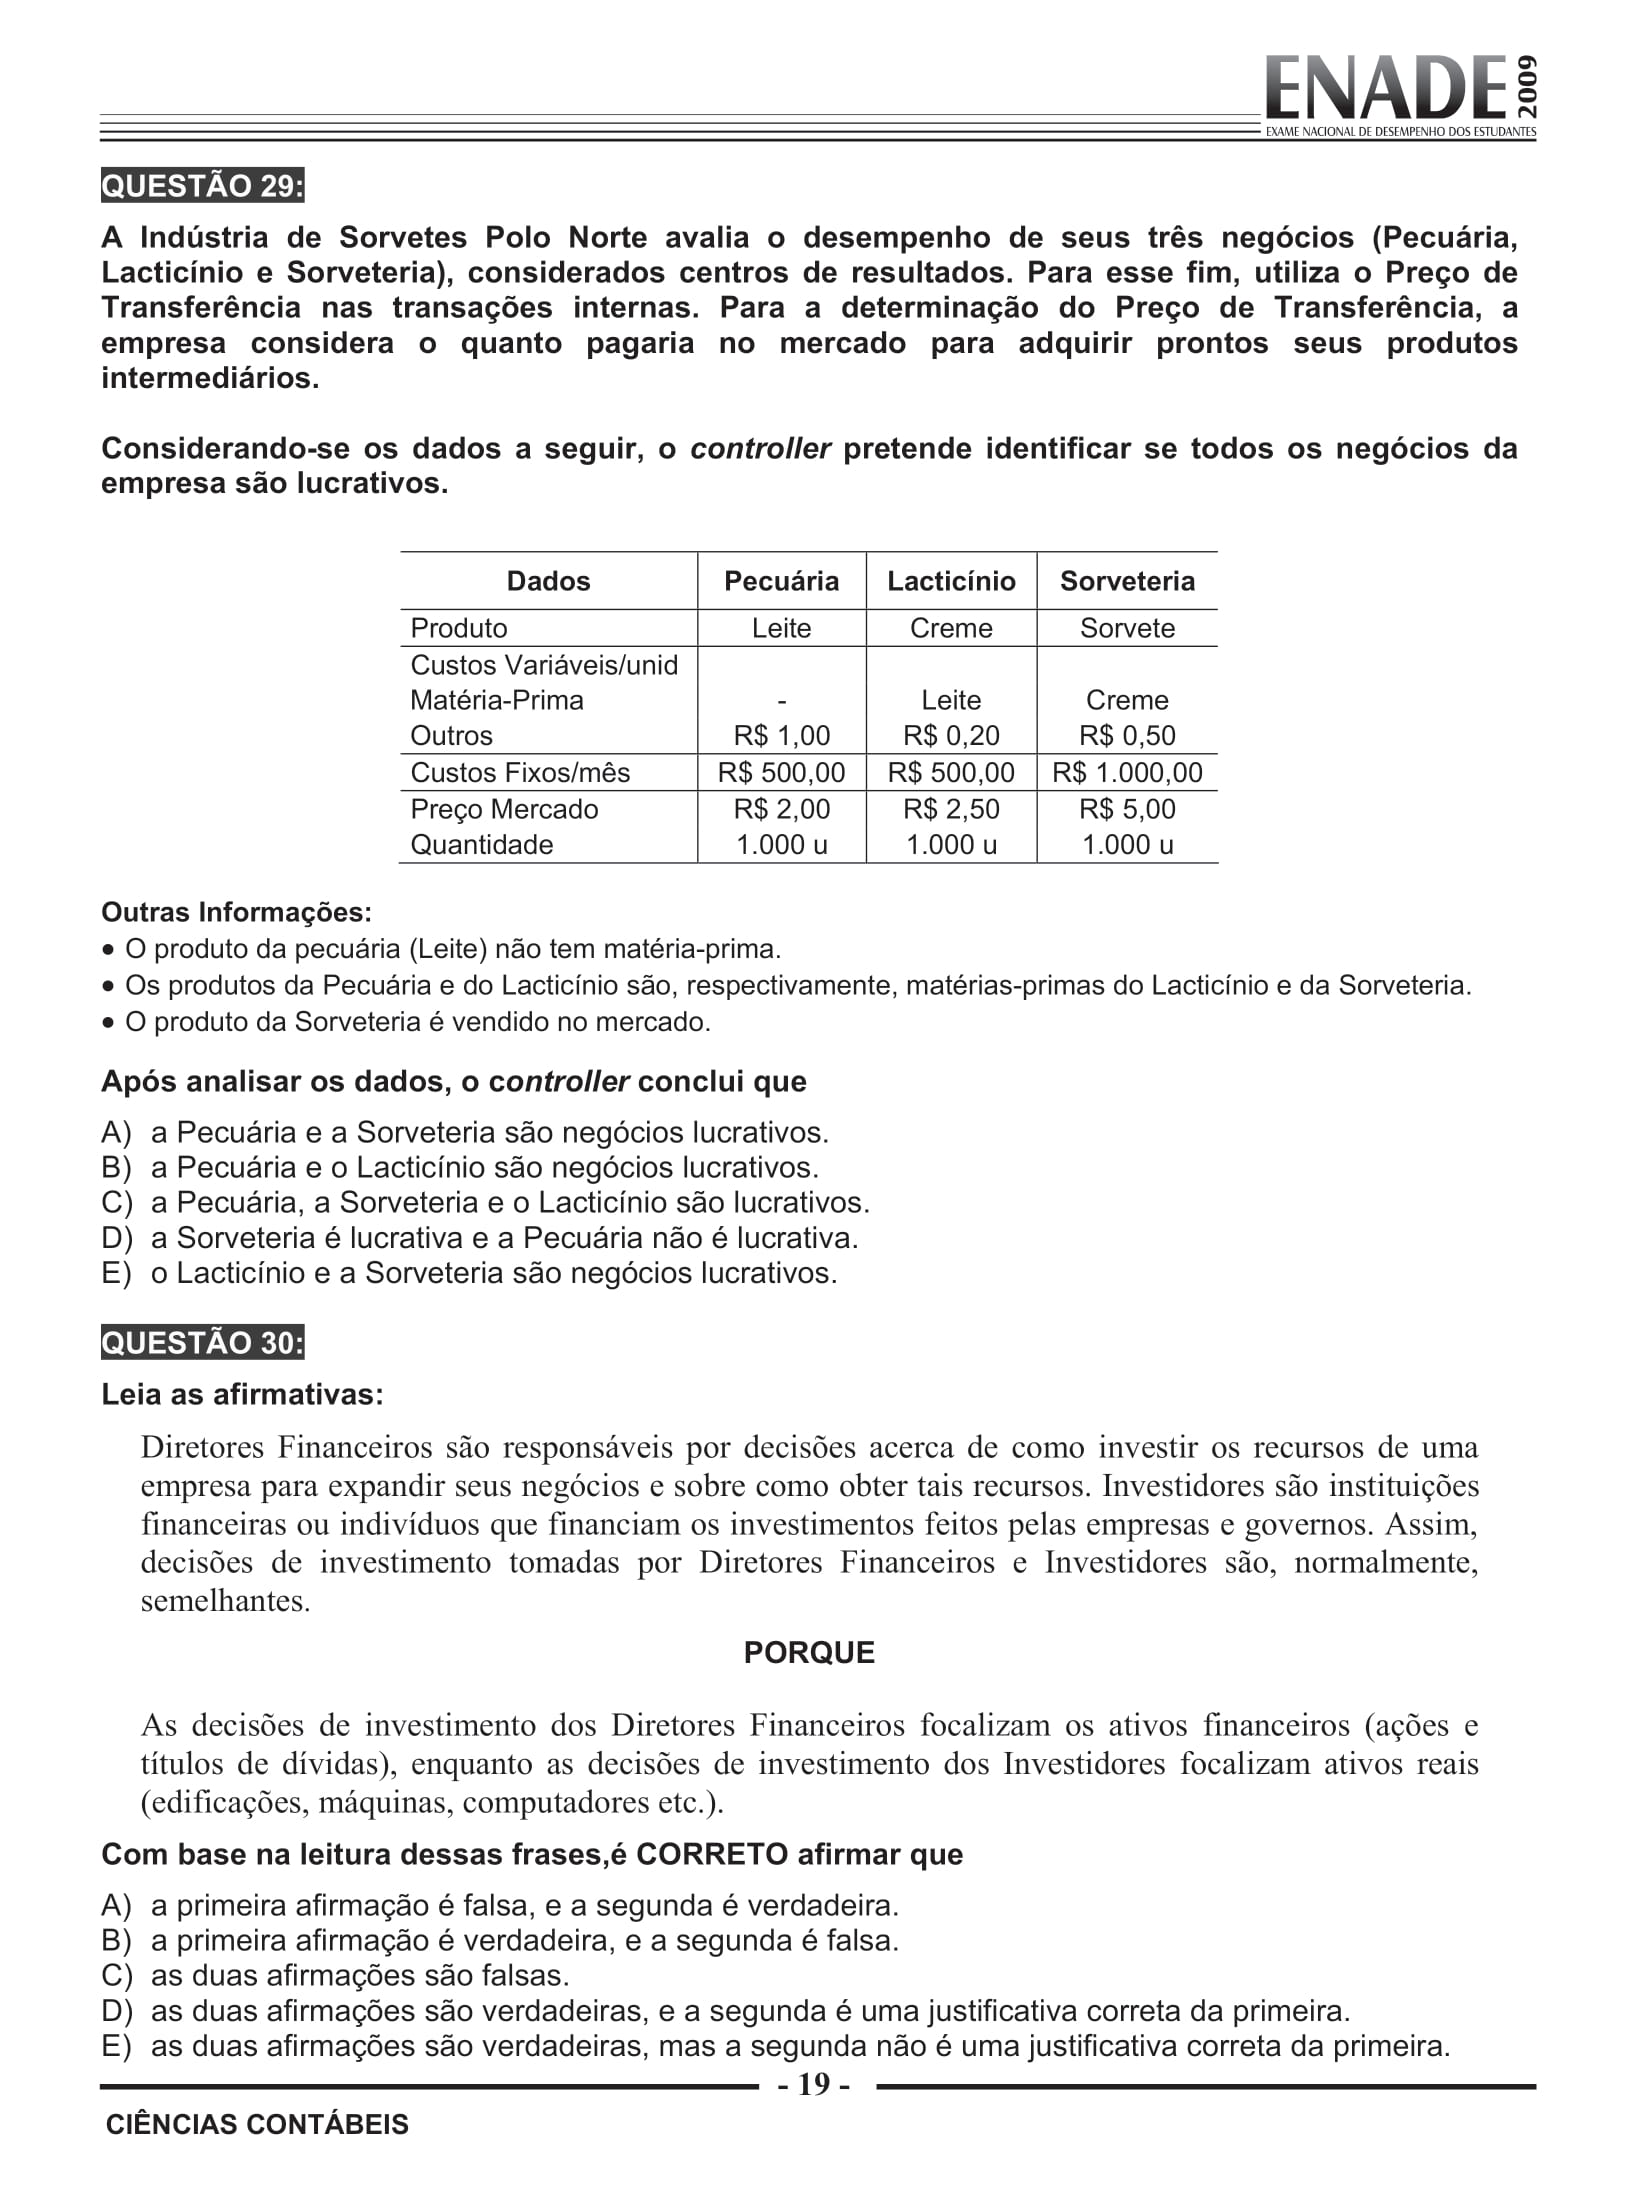 ENADE 2009
EXAME NACIONAL DE DESEMPENHO DOS ESTUDANTES
QUESTÃO 29:
A Indústria de Sorvetes Polo Norte avalia o desempenho de seus três negócios (Pecuária,
Lacticínio e Sorveteria), considerados centros de resultados. Para esse fim, utiliza o Preço de
Transferência nas transações internas. Para a determinação do Preço de Transferência, a
empresa considera o quanto pagaria no mercado para adquirir prontos seus produtos
intermediários.
Considerando-se os dados a seguir, o controller pretende identificar se todos os negócios da
empresa são lucrativos.
Dados Pecuária Lacticínio Sorveteria
Produto Leite Creme Sorvete
Custos Variáveis/unid
Matéria-Prima - Leite Creme
Outros R$ 1,00 R$ 0,20 R$ 0,50
Custos Fixos/mês R$ 500,00 R$ 500,00 R$ 1.000,00
Preço Mercado R$ 2,00 R$ 2,50 R$ 5,00
Quantidade 1.000 u 1.000 u 1.000 u
Outras Informações:
• O produto da pecuária (Leite) não tem matéria-prima.
• Os produtos da Pecuária e do Lacticínio são, respectivamente, matérias-primas do Lacticínio e da Sorveteria.
• O produto da Sorveteria é vendido no mercado.
Após analisar os dados, o controller conclui que
A) a Pecuária e a Sorveteria são negócios lucrativos.
B) a Pecuária e o Lacticínio são negócios lucrativos.
C) a Pecuária, a Sorveteria e o Lacticínio são lucrativos.
D) a Sorveteria é lucrativa e a Pecuária não é lucrativa.
E) o Lacticínio e a Sorveteria são negócios lucrativos.
QUESTÃO 30:
Leia as afirmativas:
Diretores Financeiros são responsáveis por decisões acerca de como investir os recursos de uma
empresa para expandir seus negócios e sobre como obter tais recursos. Investidores são instituições
financeiras ou indivíduos que financiam os investimentos feitos pelas empresas e governos. Assim,
decisões de investimento tomadas por Diretores Financeiros e Investidores são, normalmente,
semelhantes.
PORQUE
As decisões de investimento dos Diretores Financeiros focalizam os ativos financeiros (ações e
títulos de dívidas), enquanto as decisões de investimento dos Investidores focalizam ativos reais
(edificações, máquinas, computadores etc.).
Com base na leitura dessas frases,é CORRETO afirmar que
A) a primeira afirmação é falsa, e a segunda é verdadeira.
B) a primeira afirmação é verdadeira, e a segunda é falsa.
C) as duas afirmações são falsas.
D) as duas afirmações são verdadeiras, e a segunda é uma justificativa correta da primeira.
E) as duas afirmações são verdadeiras, mas a segunda não é uma justificativa correta da primeira.
- 19 -
CIÊNCIAS CONTÁBEIS